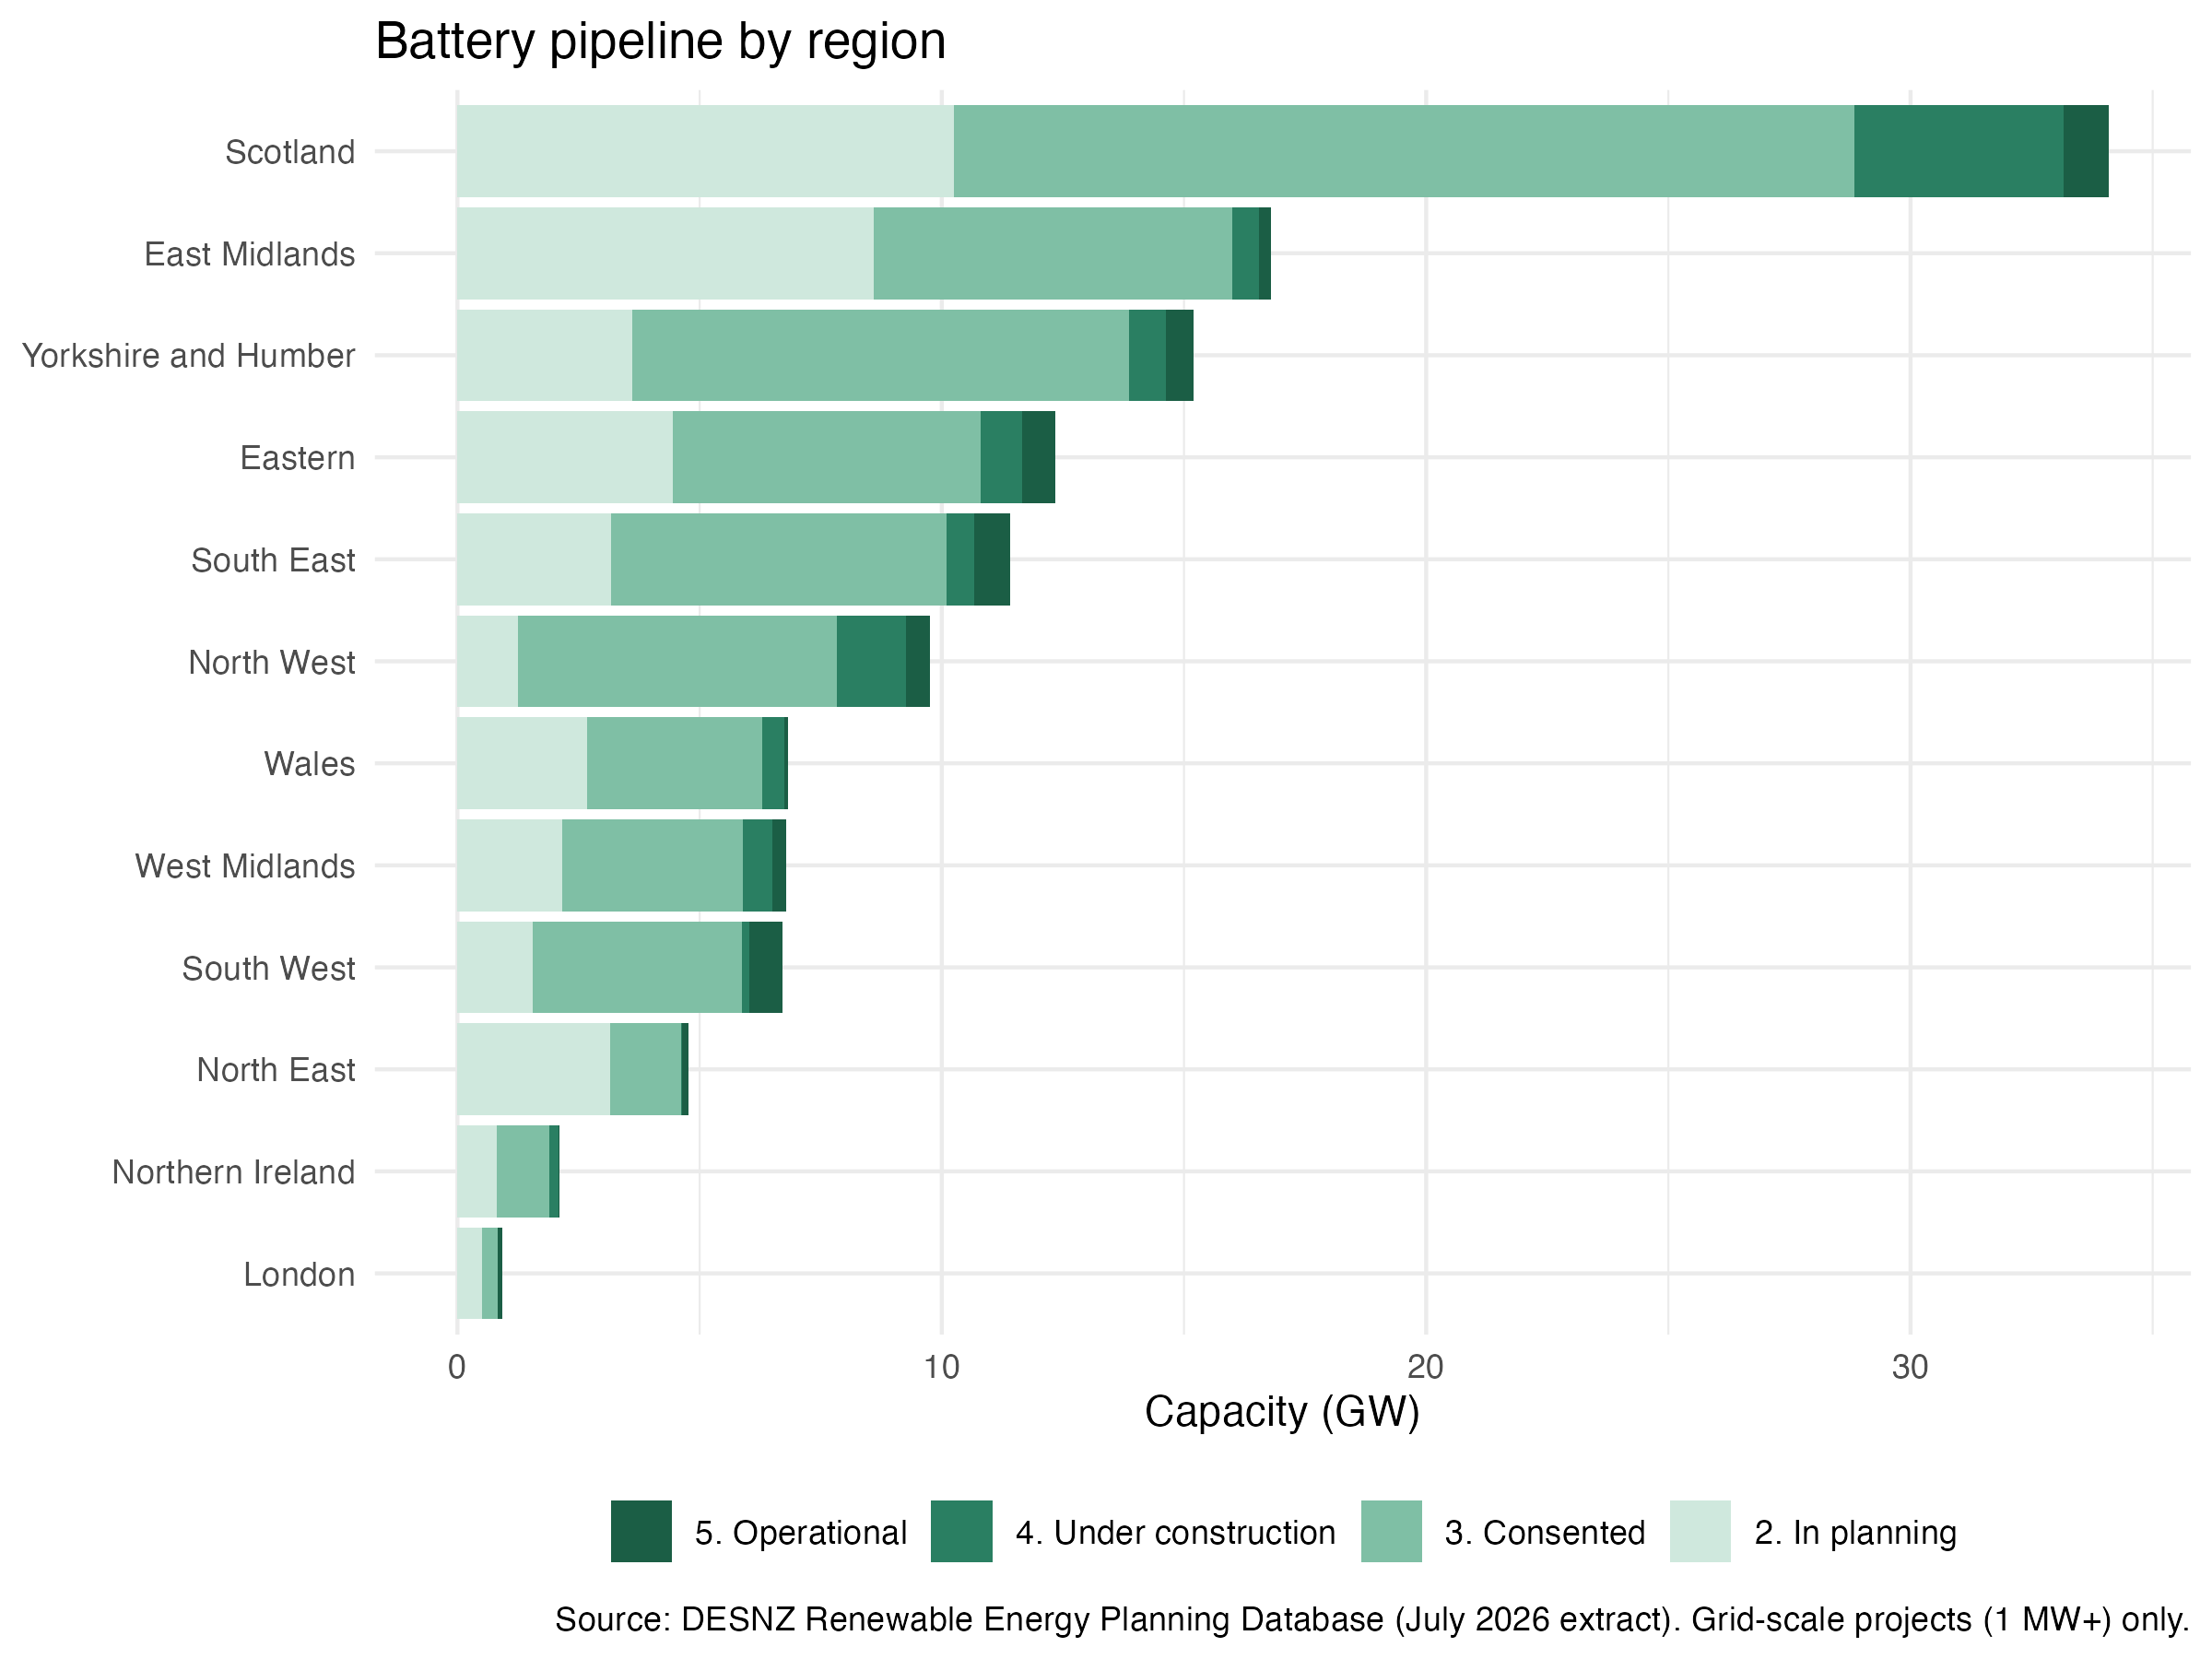 Battery pipeline by region
Scotland
East Midlands
Yorkshire and Humber
Eastern
South East
North West
Wales
West Midlands
South West
North East
Northern Ireland
London
0 10 20 30
Capacity (GW)
5. Operational 4. Under construction 3. Consented 2. In planning
Source: DESNZ Renewable Energy Planning Database (July 2026 extract). Grid-scale projects (1 MW+) only.